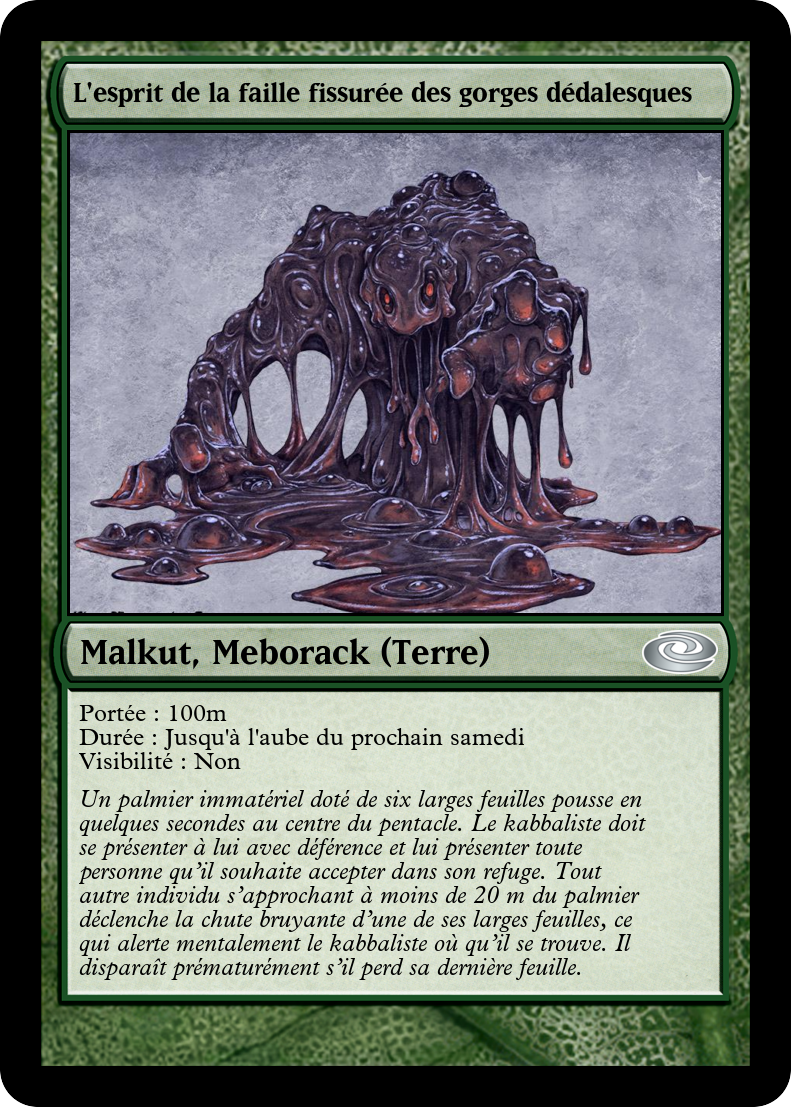 L'esprit de la faille fissurée des gorges dédalesques
Malkut, Meborack (Terre)
Portée : 100m
Durée : Jusqu'à l'aube du prochain samedi
Visibilité : Non
Un palmier immatériel doté de six larges feuilles pousse en
quelques secondes au centre du pentacle. Le kabbaliste doit
se présenter à lui avec déférence et lui présenter toute
personne qu’il souhaite accepter dans son refuge. Tout
autre individu s’approchant à moins de 20 m du palmier
déclenche la chute bruyante d’une de ses larges feuilles, ce
qui alerte mentalement le kabbaliste où qu’il se trouve. Il
disparaît prématurément s’il perd sa dernière feuille.